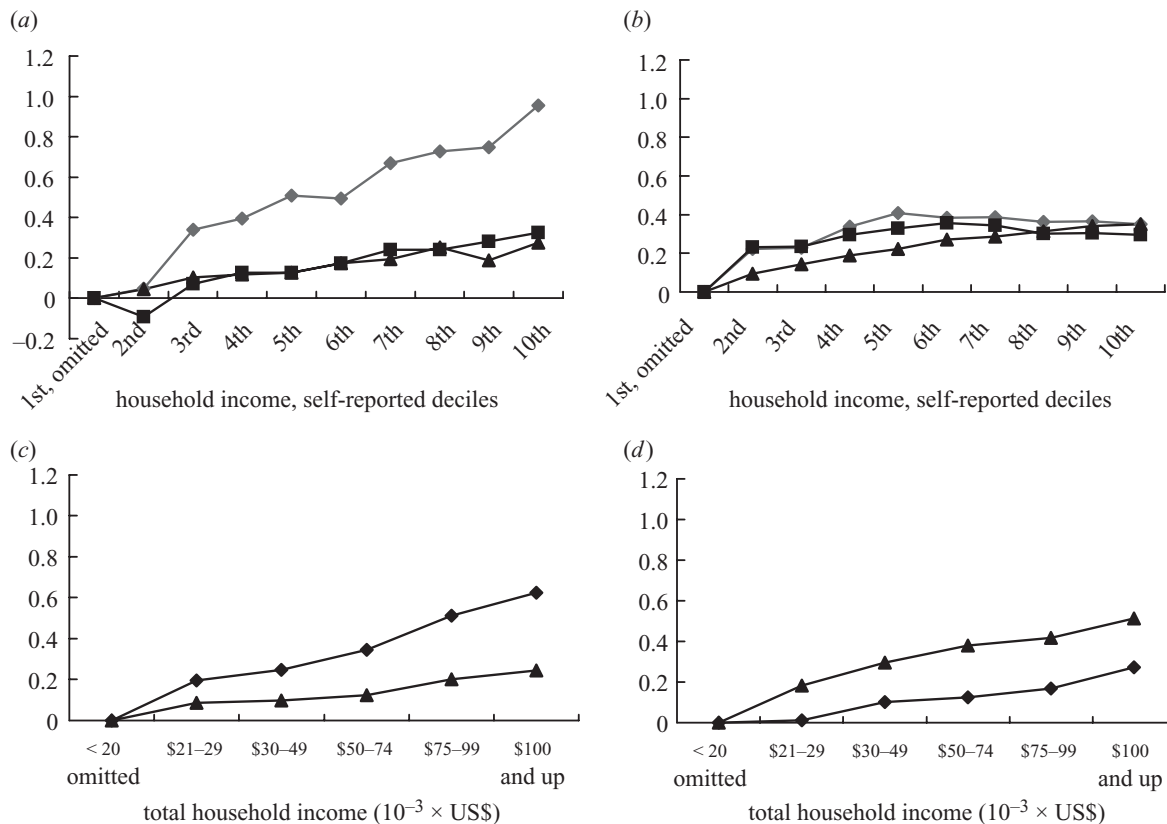 (a)
1.2
1.0
0.8
0.6
0.4
0.2
0
–0.2
1st, omitted 2nd 3rd 4th 5th 6th 7th 8th 9th 10th
household income, self-reported deciles
(b)
1.2
1.0
0.8
0.6
0.4
0.2
0
1st, omitted 2nd 3rd 4th 5th 6th 7th 8th 9th 10th
household income, self-reported deciles
(c)
1.2
1.0
0.8
0.6
0.4
0.2
0
< 20 $21–29 $30–49 $50–74 $75–99 $100
omitted and up
total household income (10–3 × US$)
(d)
1.2
1.0
0.8
0.6
0.4
0.2
0
< 20 $21–29 $30–49 $50–74 $75–99 $100
omitted and up
total household income (10–3 × US$)